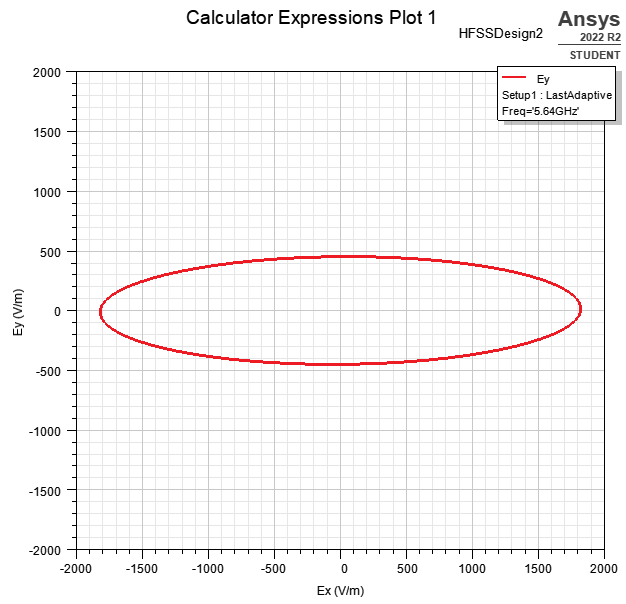 Calculator Expressions Plot 1
HFSSDesign2
Ansys
2022 R2
STUDENT
Ey
Setup1 : LastAdaptive
Freq='5.64GHz'
2000
1500
1000
500
0
-500
-1000
-1500
-2000
Ey (V/m)
-2000 -1500 -1000 -500 0 500 1000 1500 2000
Ex (V/m)